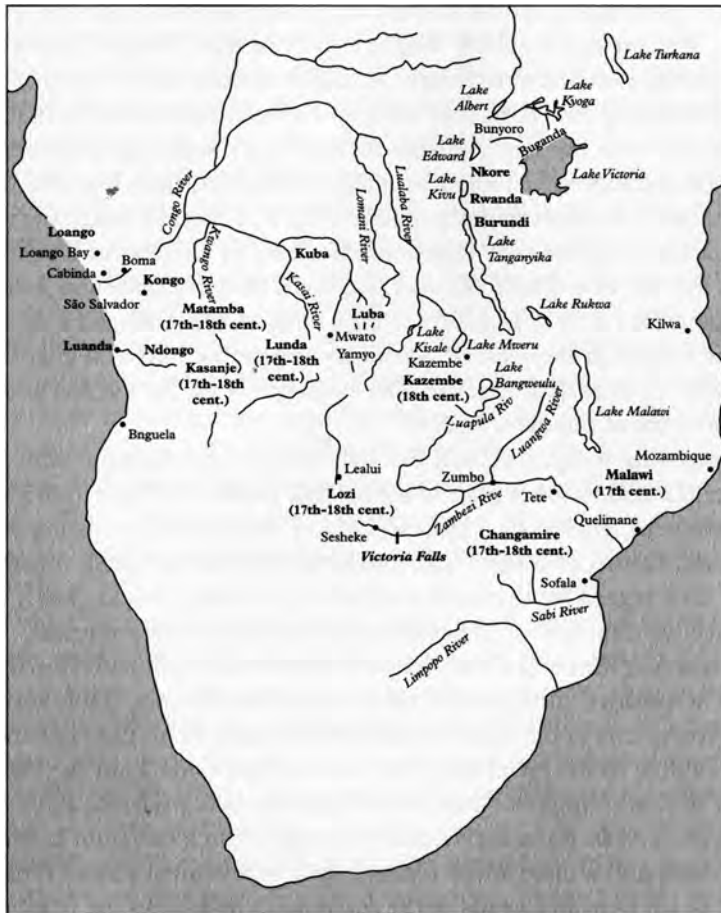 Lake Turkana
Lake
Albert
Lake
Kyoga
Bunyoro
Buganda
Lake
Edward
Nkore
Lake Victoria
Lake
Kivu
Rwanda
Burundi
Congo River
Lomani River
Lualaba River
Loango
Loango Bay
Boma
Cabinda
Kongo
São Salvador
Kwango River
Kuba
Kasai River
Lake
Tanganyika
Matamba
(17th-18th cent.)
Luba
Lake Rukwa
Kilwa
Luanda
Ndongo
Lunda
(17th-18th
cent.)
Mwato
Yamyo
Lake
Kisale
Lake Mweru
Kazembe
Kasanje
(17th-18th
cent.)
Kazembe
(18th cent.)
Lake
Bangweulu
Luapula Riv
Luangwa River
Lake Malawi
Bnguela
Lealui
Zumbo
Mozambique
Malawi
(17th cent.)
Lozi
(17th-18th cent.)
Zambezi Rive
Tete
Sesheke
Victoria Falls
Quelimane
Changamire
(17th-18th cent.)
Sofala
Sabi River
Limpopo River